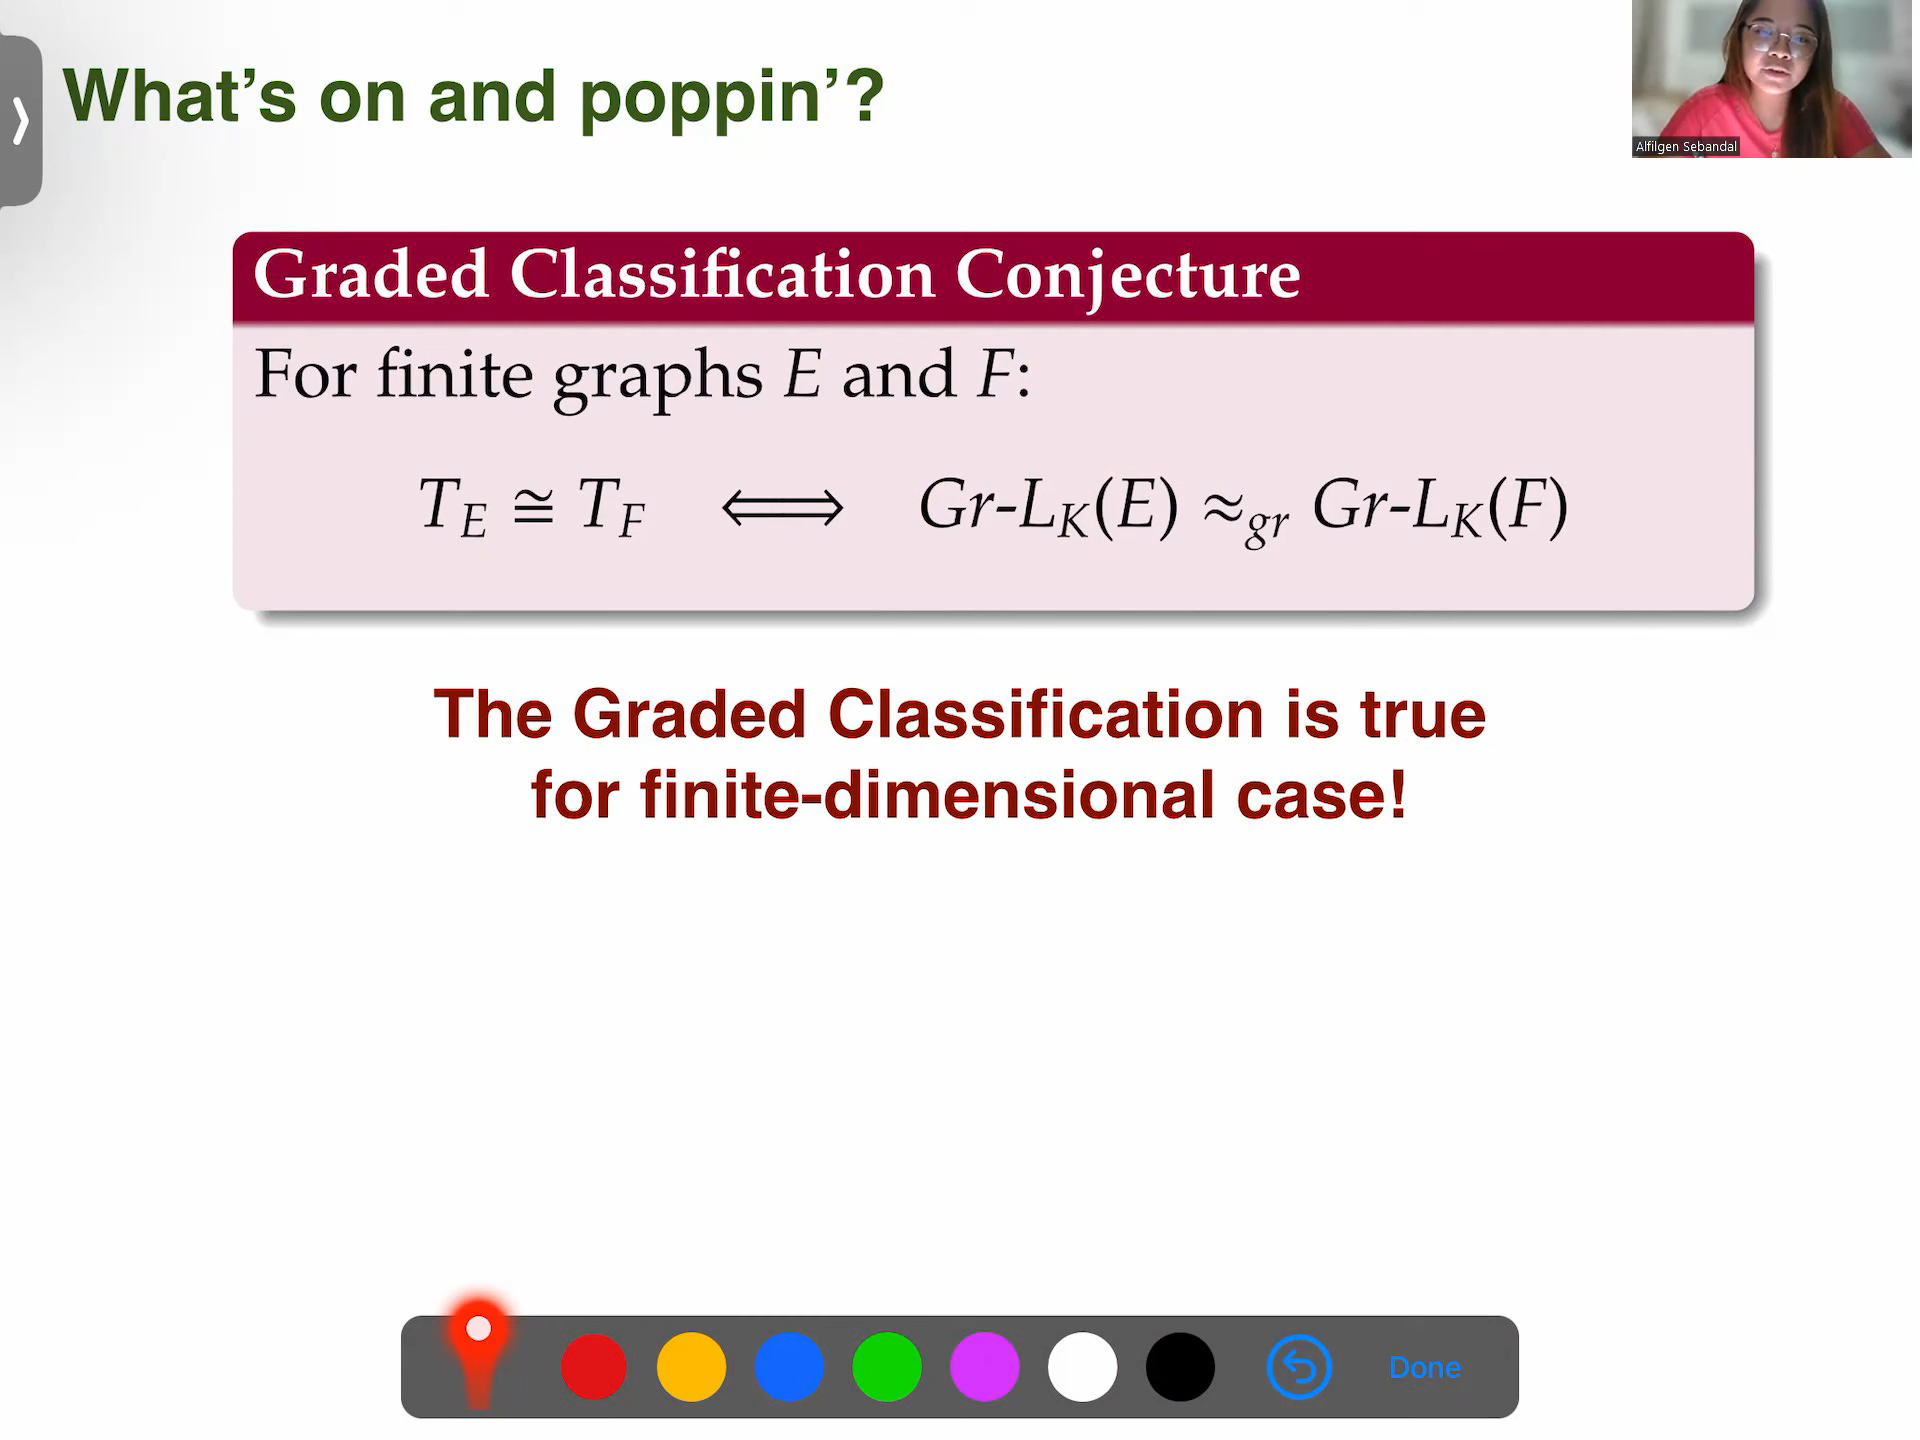 What's on and poppin'?
Alfilgen Sebandal
Graded Classification Conjecture
For finite graphs E and F:
T_E ≅ T_F ⟺ Gr-L_K(E) ≈_gr Gr-L_K(F)
The Graded Classification is true
for finite-dimensional case!
Done